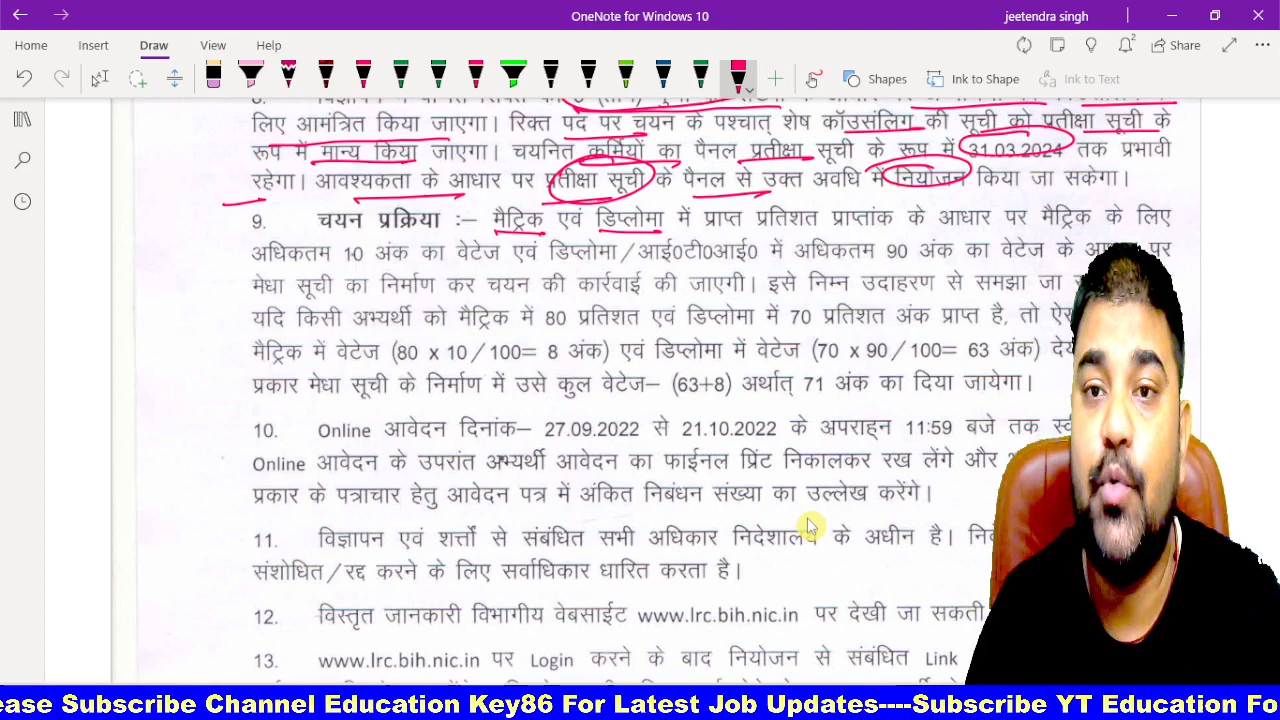 OneNote for Windows 10
jeetendra singh
Home Insert Draw View Help
Share
Shapes
Ink to Shape
Ink to Text
लिए आमंत्रित किया जाएगा। रिक्त पद पर चयन के पश्चात् शेष कॉउसंलिग की सूची को प्रतीक्षा सूची के
रूप में मान्य किया जाएगा। चयनित कर्मियों का पैनल प्रतीक्षा सूची के रूप में 31.03.2024 तक प्रभावी
रहेगा। आवश्यकता के आधार पर प्रतीक्षा सूची के पैनल से उक्त अवधि में नियोजन किया जा सकेगा।
9. चयन प्रक्रिया :– मैट्रिक एवं डिप्लोमा में प्राप्त प्रतिशत प्राप्तांक के आधार पर मैट्रिक के लिए
अधिकतम 10 अंक का वेटेज एवं डिप्लोमा/आई0टी0आई0 में अधिकतम 90 अंक का वेटेज के पर
मेधा सूची का निर्माण कर चयन की कार्रवाई की जाएगी। इसे निम्न उदाहरण से समझा जा
यदि किसी अभ्यर्थी को मैट्रिक में 80 प्रतिशत एवं डिप्लोमा में 70 प्रतिशत अंक प्राप्त है, तो
मैट्रिक में वेटेज (80 x 10/100= 8 अंक) एवं डिप्लोमा में वेटेज (70 x 90/100= 63 अंक)
प्रकार मेधा सूची के निर्माण में उसे कुल वेटेज– (63+8) अर्थात् 71 अंक का दिया जायेगा।
10. Online आवेदन दिनांक– 27.09.2022 से 21.10.2022 के अपराह्न 11:59 बजे तक
Online आवेदन के उपरांत अभ्यर्थी आवेदन का फाईनल प्रिंट निकालकर रख लेंगे और
प्रकार के पत्राचार हेतु आवेदन पत्र में अंकित निबंधन संख्या का उल्लेख करेंगे।
11. विज्ञापन एवं शर्त्तो से संबंधित सभी अधिकार निदेशालय के अधीन है।
संशोधित/रद्द करने के लिए सर्वाधिकार धारित करता है।
12. विस्तृत जानकारी विभागीय वेबसाईट www.lrc.bih.nic.in पर देखी जा सकती
13. www.lrc.bih.nic.in पर Login करने के बाद नियोजन से संबंधित Link
ease Subscribe Channel Education Key86 For Latest Job Updates----Subscribe YT Education Fo